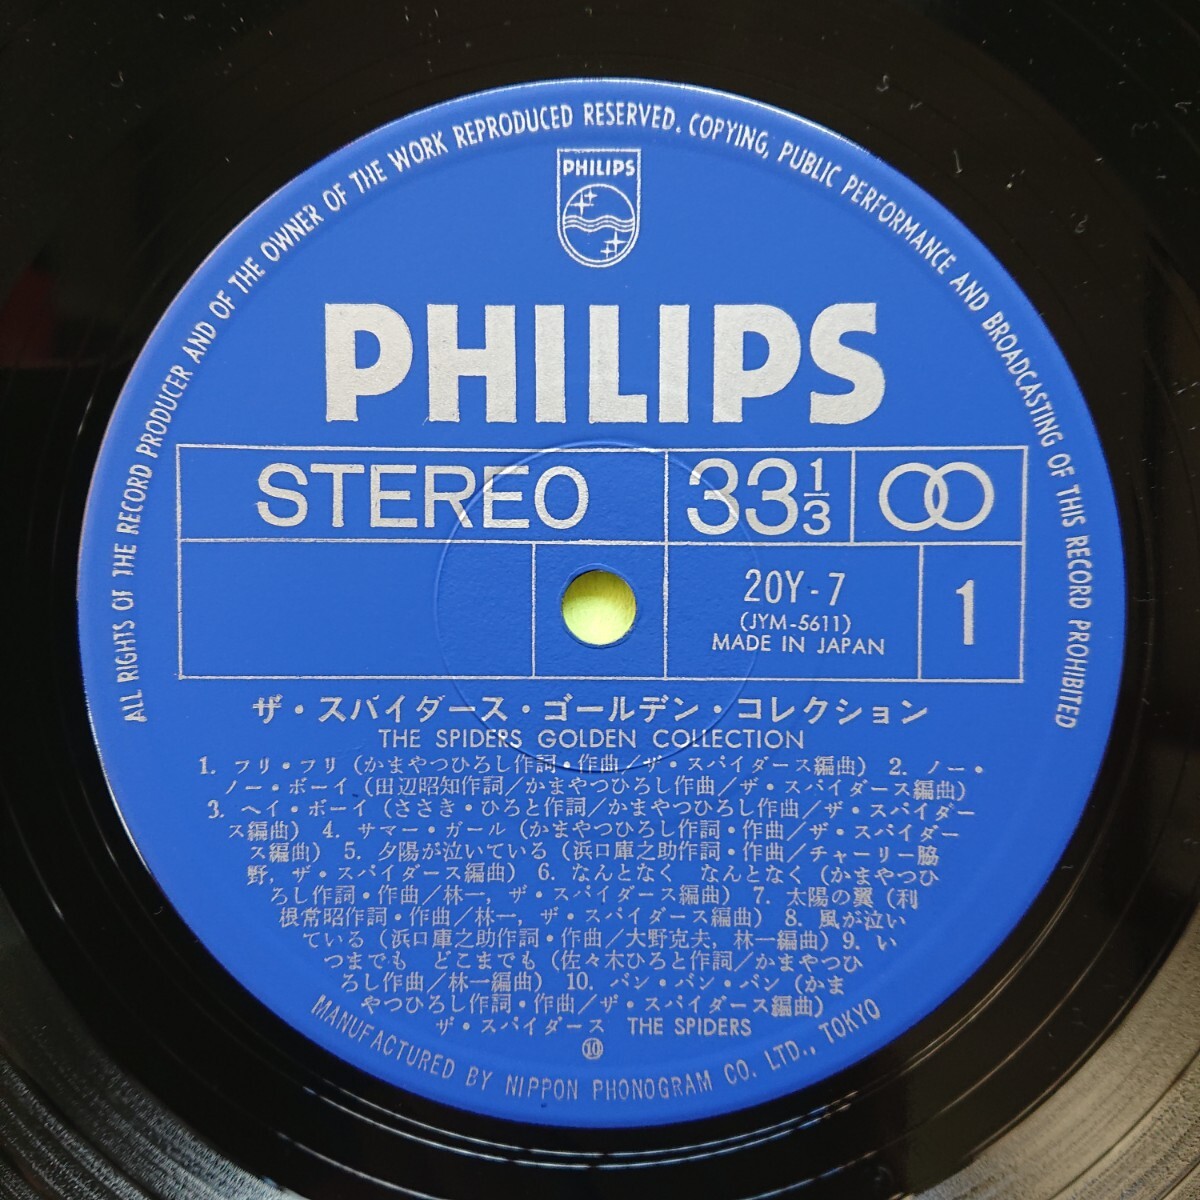 ALL RIGHTS OF THE RECORD PRODUCER AND OF THE OWNER OF THE WORK REPRODUCED RESERVED. COPYING, PUBLIC PERFORMANCE AND BROADCASTING OF THIS RECORD PROHIBITED
PHILIPS
PHILIPS
STEREO 33 1/3
20Y-7
(JYM-5611)
MADE IN JAPAN
1
ザ・スパイダース・ゴールデン・コレクション
THE SPIDERS GOLDEN COLLECTION
1. フリ・フリ (かまやつひろし作詞・作曲/ザ・スパイダース編曲) 2. ノー・
ノー・ボーイ (田辺昭知作詞/かまやつひろし作曲/ザ・スパイダース編曲)
3. ヘイ・ボーイ (ささき・ひろと作詞/かまやつひろし作曲/ザ・スパイダー
ス編曲) 4. サマー・ガール (かまやつひろし作詞・作曲/ザ・スパイダー
ス編曲) 5. 夕陽が泣いている (浜口庫之助作詞・作曲/チャーリー脇
野, ザ・スパイダース編曲) 6. なんとなく なんとなく (かまやつひ
ろし作詞・作曲/林一, ザ・スパイダース編曲) 7. 太陽の翼 (利
根常昭作詞・作曲/林一, ザ・スパイダース編曲) 8. 風が泣い
ている (浜口庫之助作詞・作曲/大野克夫, 林一編曲) 9. い
つまでも どこまでも (佐々木ひろと作詞/かまやつひ
ろし作曲/林一編曲) 10. バン・バン・バン (かま
やつひろし作詞・作曲/ザ・スパイダース編曲)
ザ・スパイダース THE SPIDERS
⑩
MANUFACTURED BY NIPPON PHONOGRAM CO. LTD., TOKYO